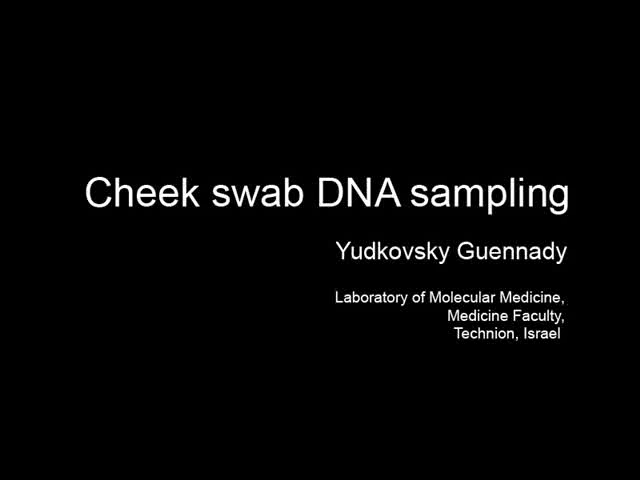 Cheek swab DNA sampling
Yudkovsky Guennady
Laboratory of Molecular Medicine,
Medicine Faculty,
Technion, Israel